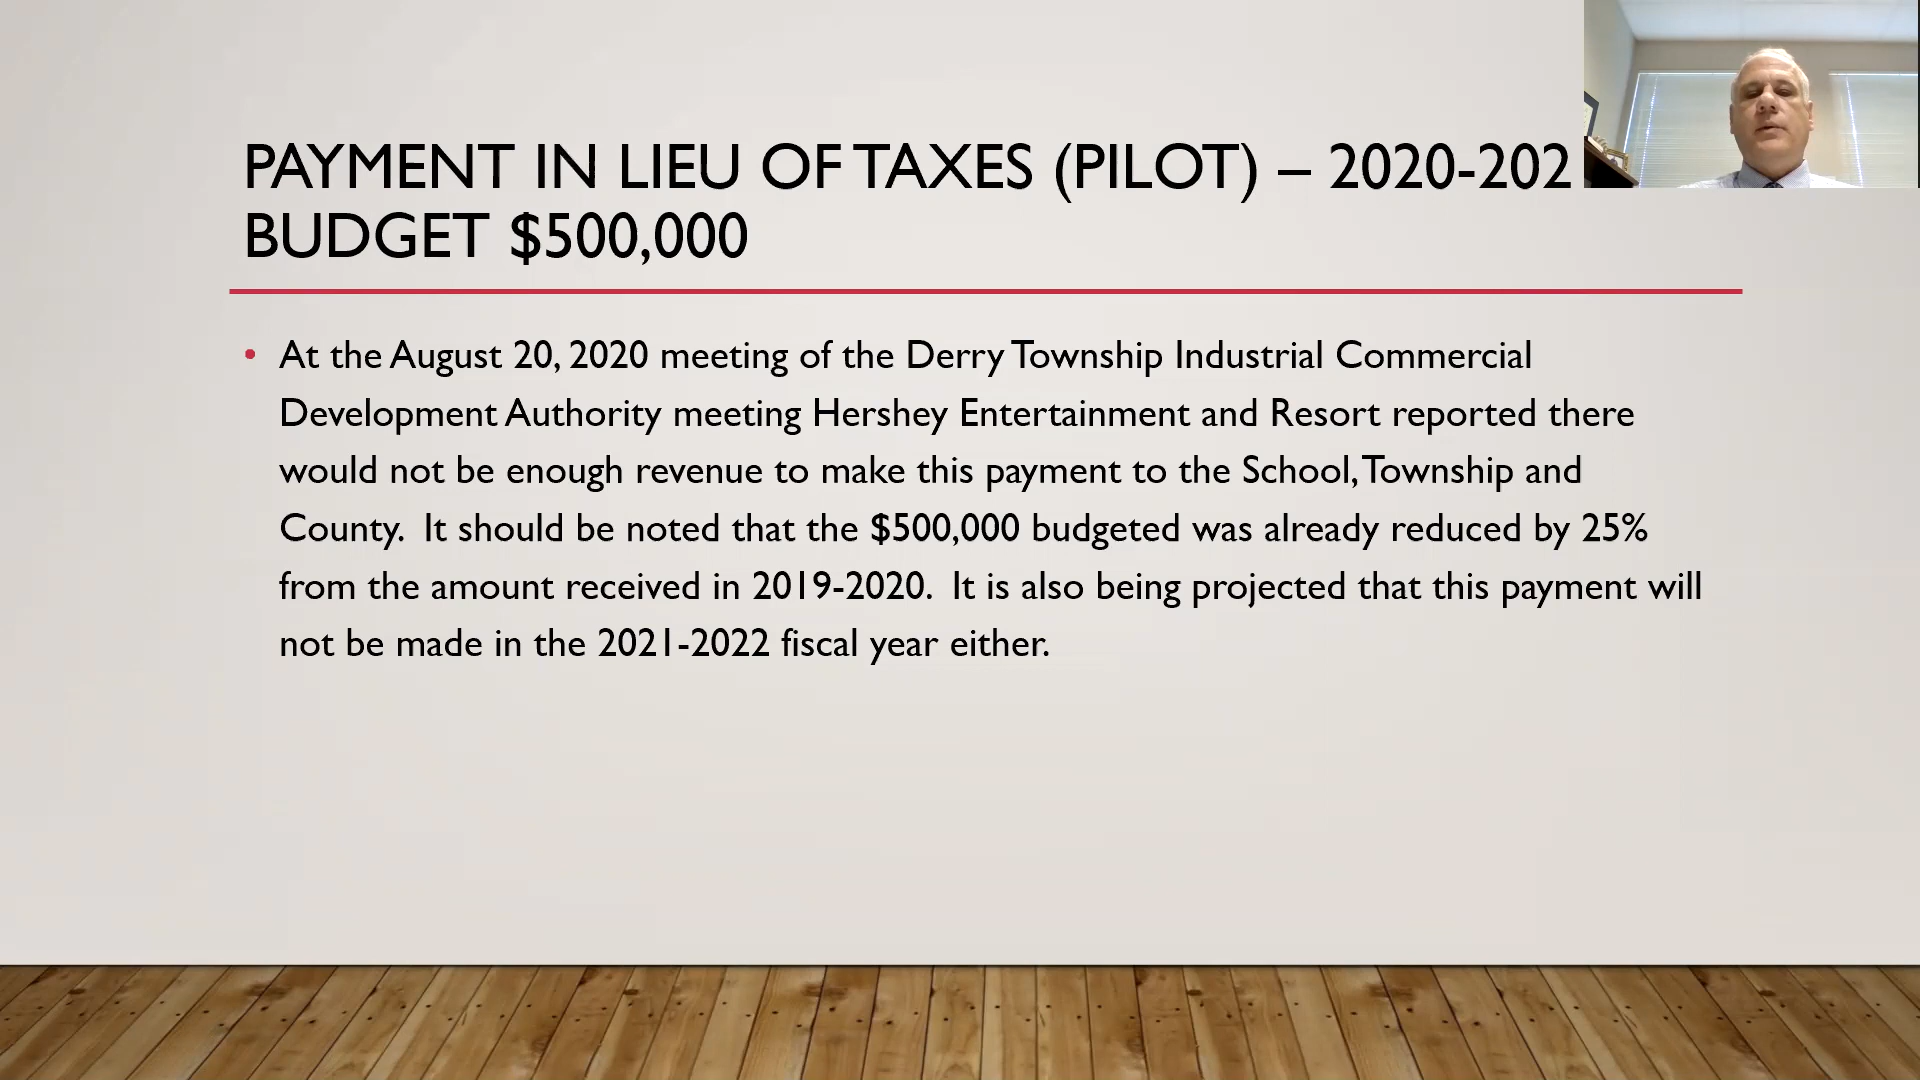 PAYMENT IN LIEU OF TAXES (PILOT) – 2020-202
BUDGET $500,000
• At the August 20, 2020 meeting of the Derry Township Industrial Commercial
Development Authority meeting Hershey Entertainment and Resort reported there
would not be enough revenue to make this payment to the School, Township and
County.  It should be noted that the $500,000 budgeted was already reduced by 25%
from the amount received in 2019-2020.  It is also being projected that this payment will
not be made in the 2021-2022 fiscal year either.